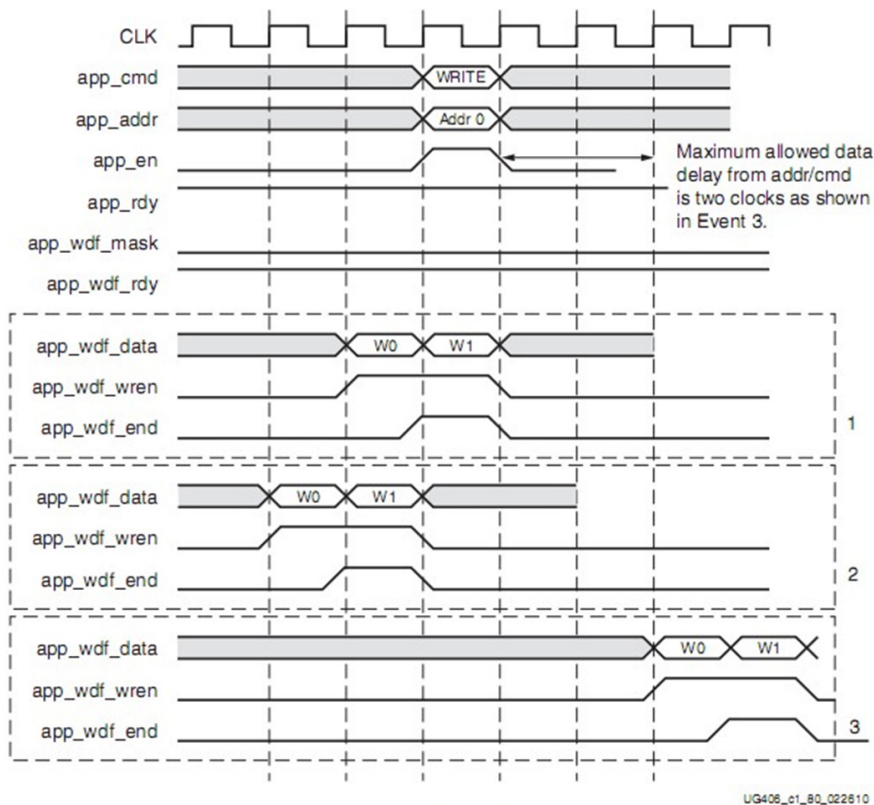 CLK
app_cmd
WRITE
app_addr
Addr 0
app_en
Maximum allowed data
delay from addr/cmd
is two clocks as shown
in Event 3.
app_rdy
app_wdf_mask
app_wdf_rdy
app_wdf_data
W0 W1
app_wdf_wren
app_wdf_end
1
app_wdf_data
W0 W1
app_wdf_wren
app_wdf_end
2
app_wdf_data
W0 W1
app_wdf_wren
app_wdf_end
3
UG406_c1_80_022610